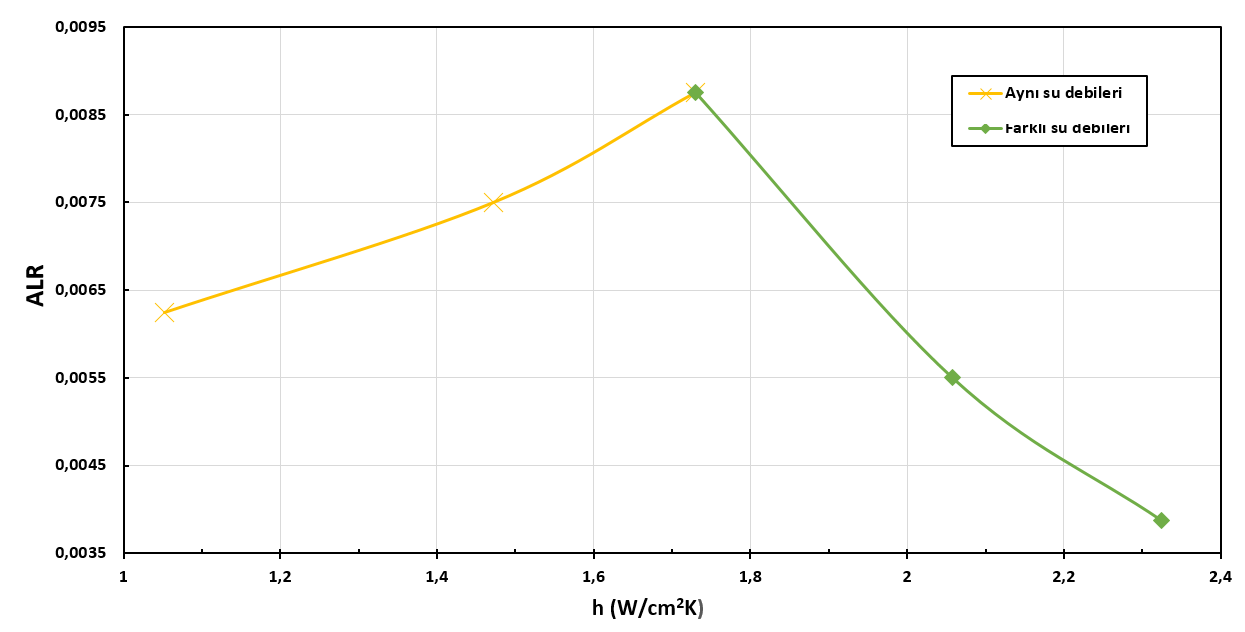 0,0095
0,0085
0,0075
0,0065
0,0055
0,0045
0,0035
ALR
Aynı su debileri
Farklı su debileri
1 1,2 1,4 1,6 1,8 2 2,2 2,4
h (W/cm²K)